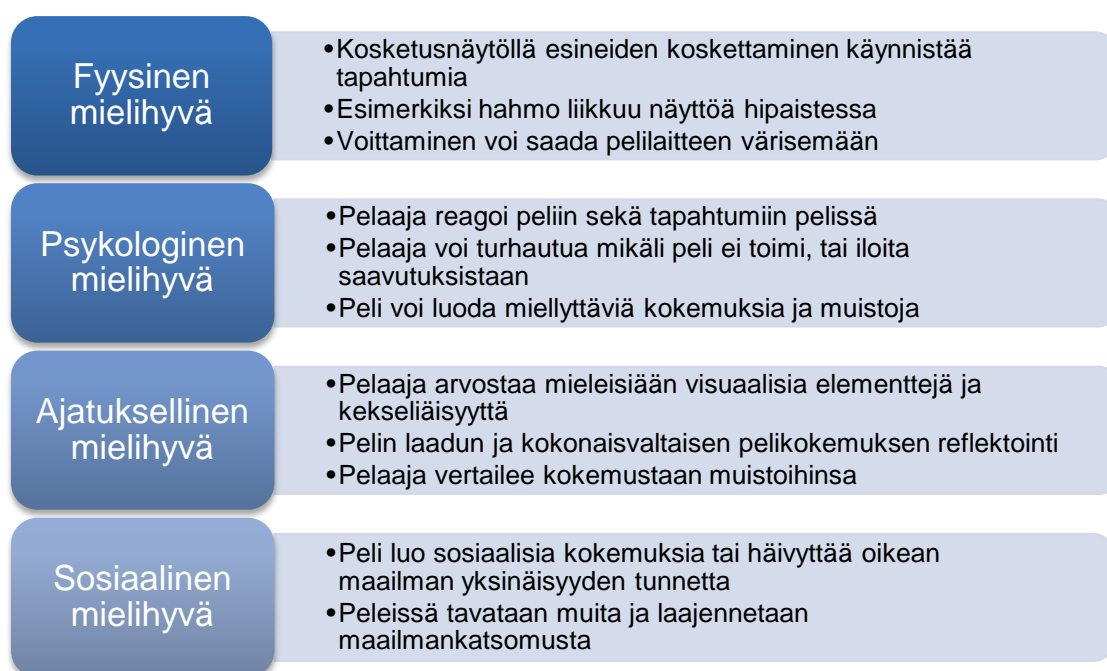 Fyysinen
mielihyvä
•Kosketusnäytöllä esineiden koskettaminen käynnistää
tapahtumia
•Esimerkiksi hahmo liikkuu näyttöä hipaistessa
•Voittaminen voi saada pelilaitteen värisemään
Psykologinen
mielihyvä
•Pelaaja reagoi peliin sekä tapahtumiin pelissä
•Pelaaja voi turhautua mikäli peli ei toimi, tai iloita
saavutuksistaan
•Peli voi luoda miellyttäviä kokemuksia ja muistoja
Ajatuksellinen
mielihyvä
•Pelaaja arvostaa mieleisiään visuaalisia elementtejä ja
kekseliäisyyttä
•Pelin laadun ja kokonaisvaltaisen pelikokemuksen reflektointi
•Pelaaja vertailee kokemustaan muistoihinsa
Sosiaalinen
mielihyvä
•Peli luo sosiaalisia kokemuksia tai häivyttää oikean
maailman yksinäisyyden tunnetta
•Peleissä tavataan muita ja laajennetaan
maailmankatsomusta